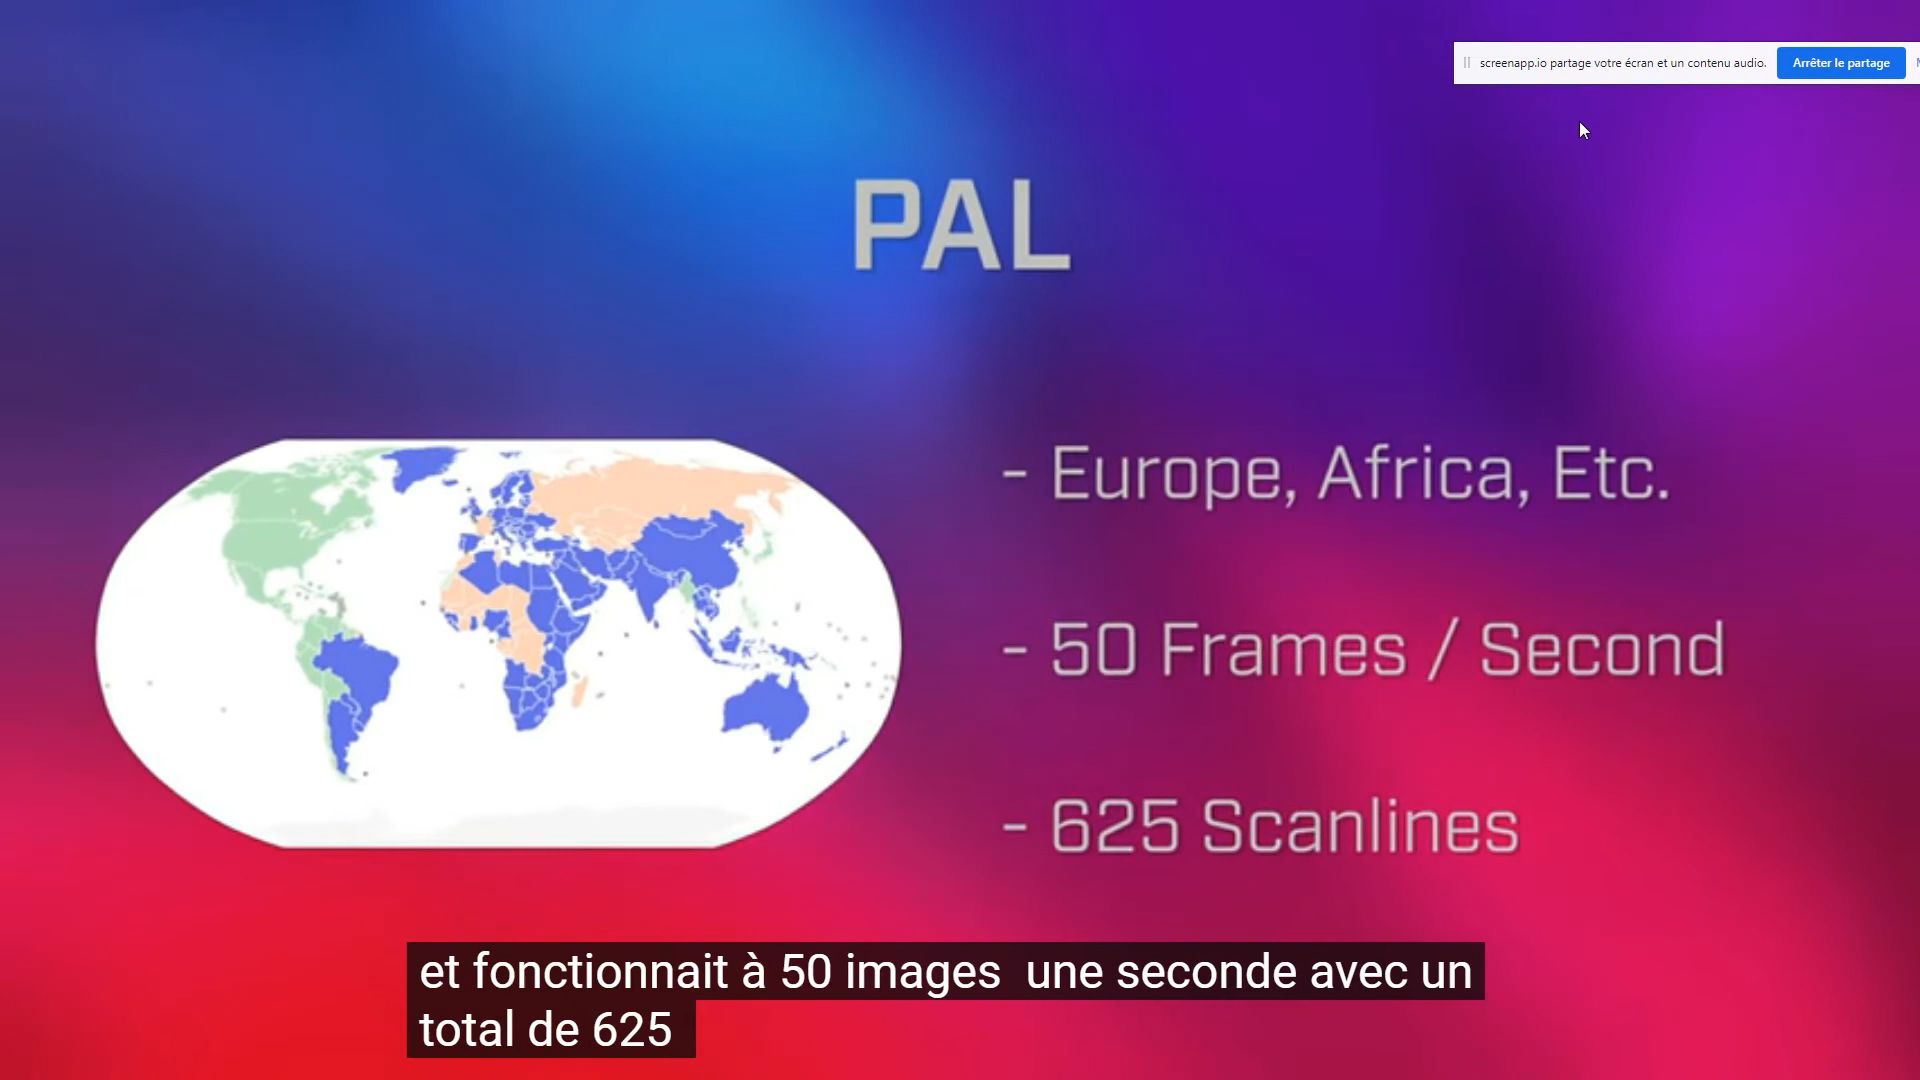 screenapp.io partage votre écran et un contenu audio.
Arrêter le partage
PAL
- Europe, Africa, Etc.
- 50 Frames / Second
- 625 Scanlines
et fonctionnait à 50 images  une seconde avec un
total de 625